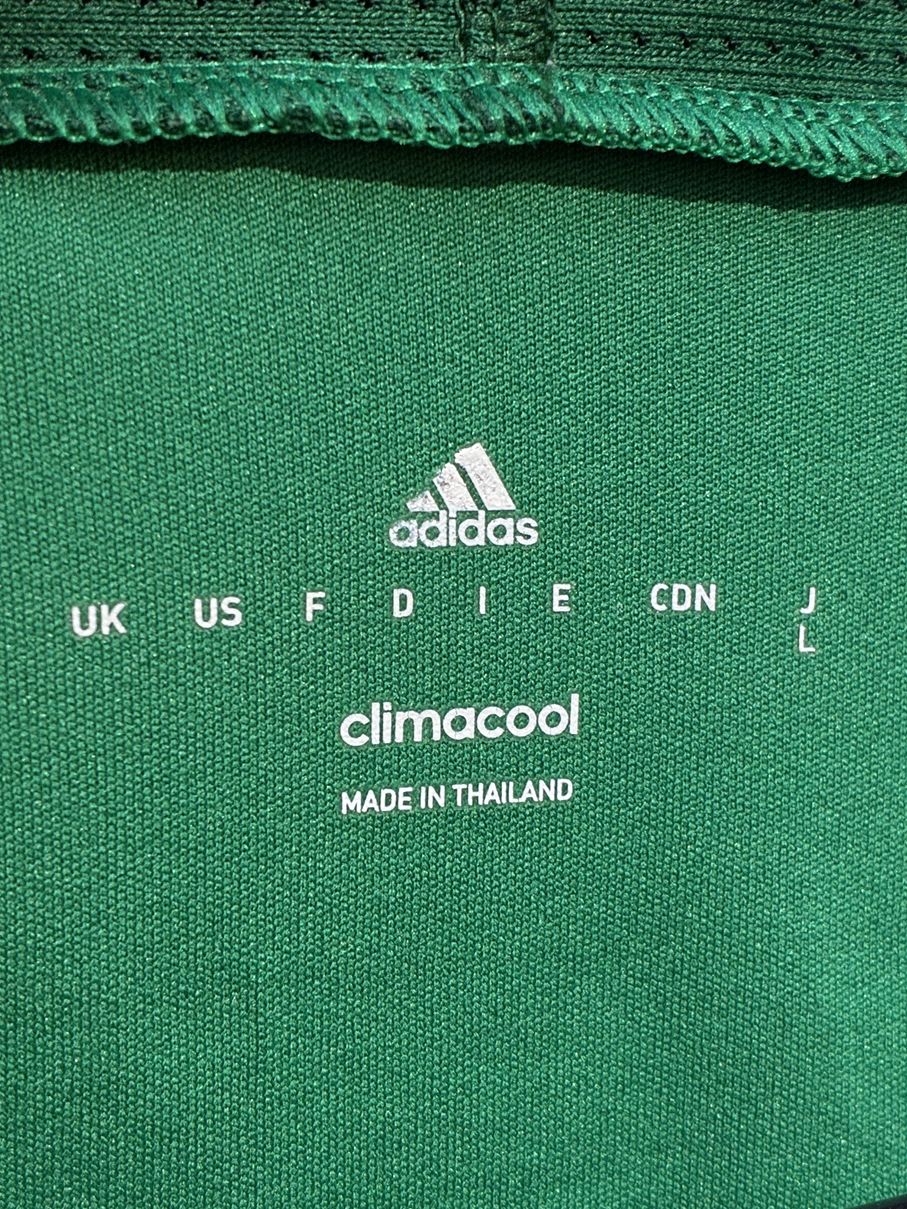 adidas
UK US F D I E CDN J
L
climacool
MADE IN THAILAND